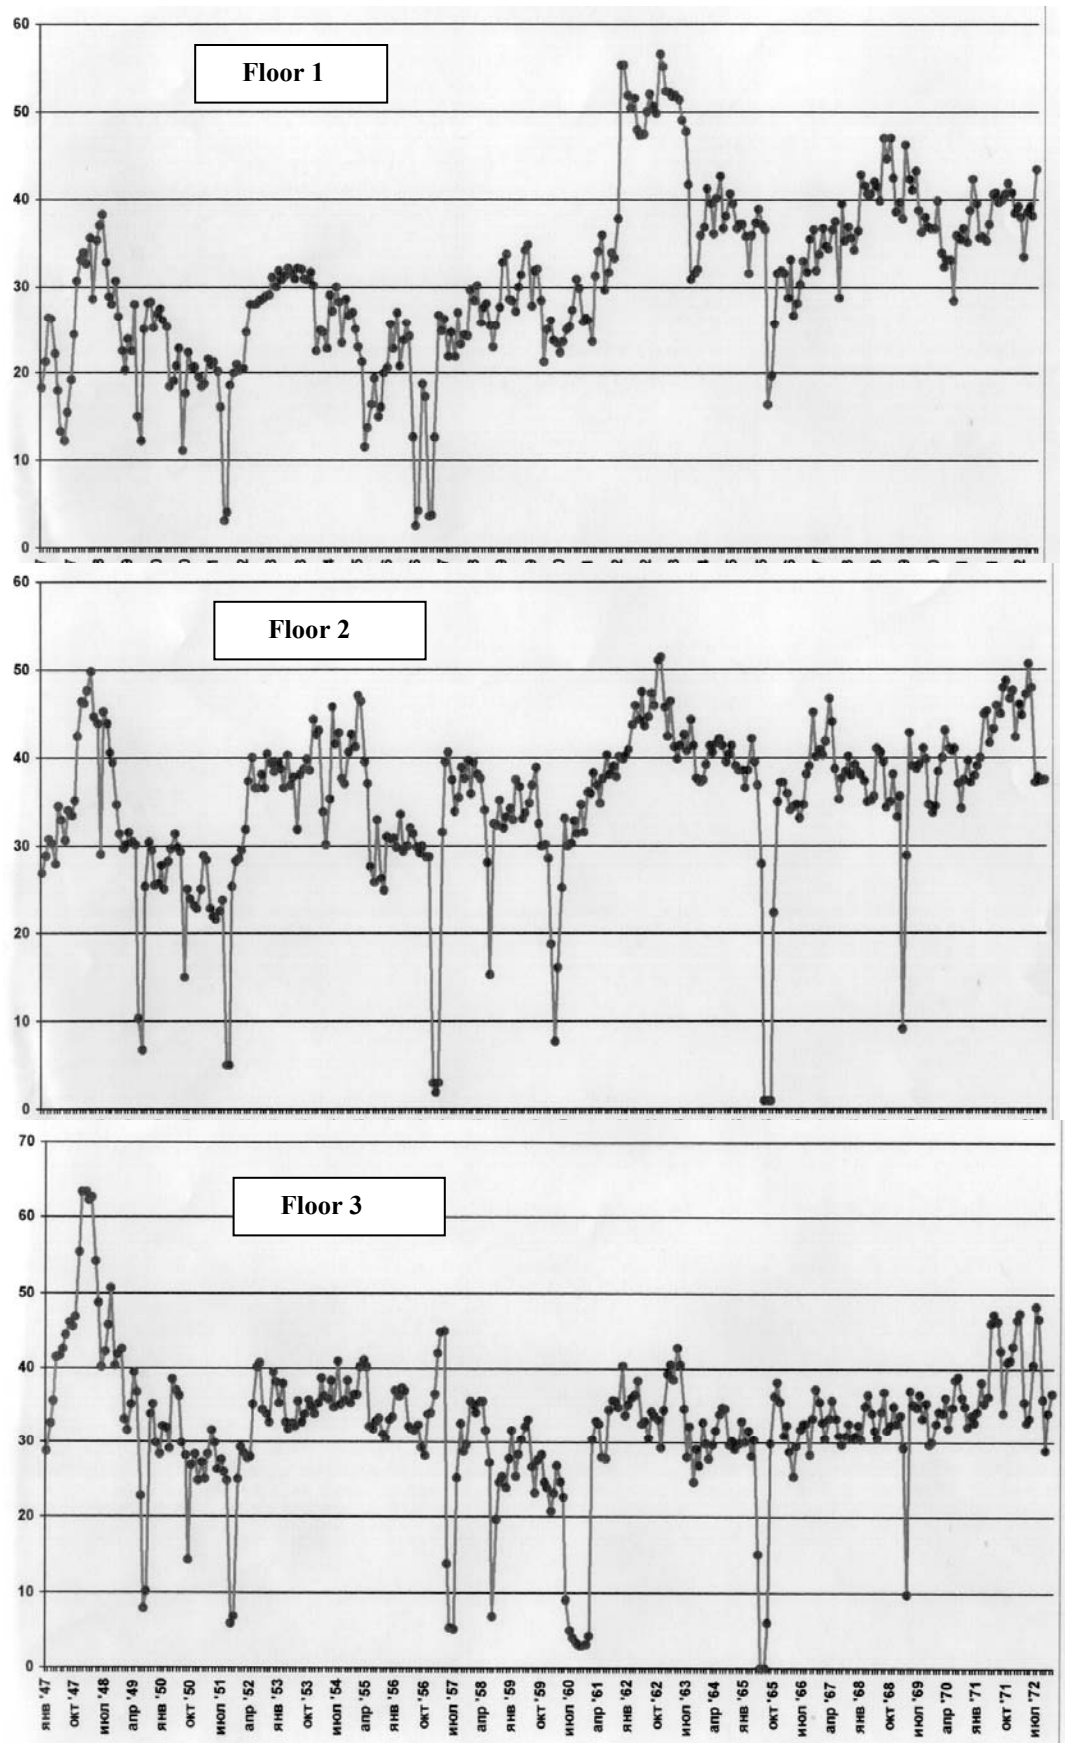 60
Floor 1
50
40
30
20
10
0
60
Floor 2
50
40
30
20
10
0
70
Floor 3
60
50
40
30
20
10
0
янв '47
окт '47
июл '48
апр '49
янв '50
окт '50
июл '51
апр '52
янв '53
окт '53
июл '54
апр '55
янв '56
окт '56
июл '57
апр '58
янв '59
окт '59
июл '60
апр '61
янв '62
окт '62
июл '63
апр '64
янв '65
окт '65
июл '66
апр '67
янв '68
окт '68
июл '69
апр '70
янв '71
окт '71
июл '72